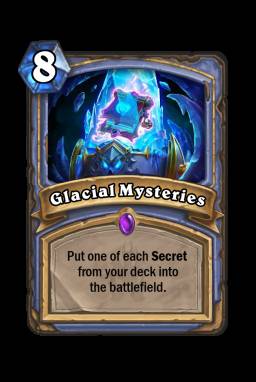 8
Glacial Mysteries
Put one of each Secret
from your deck into
the battlefield.